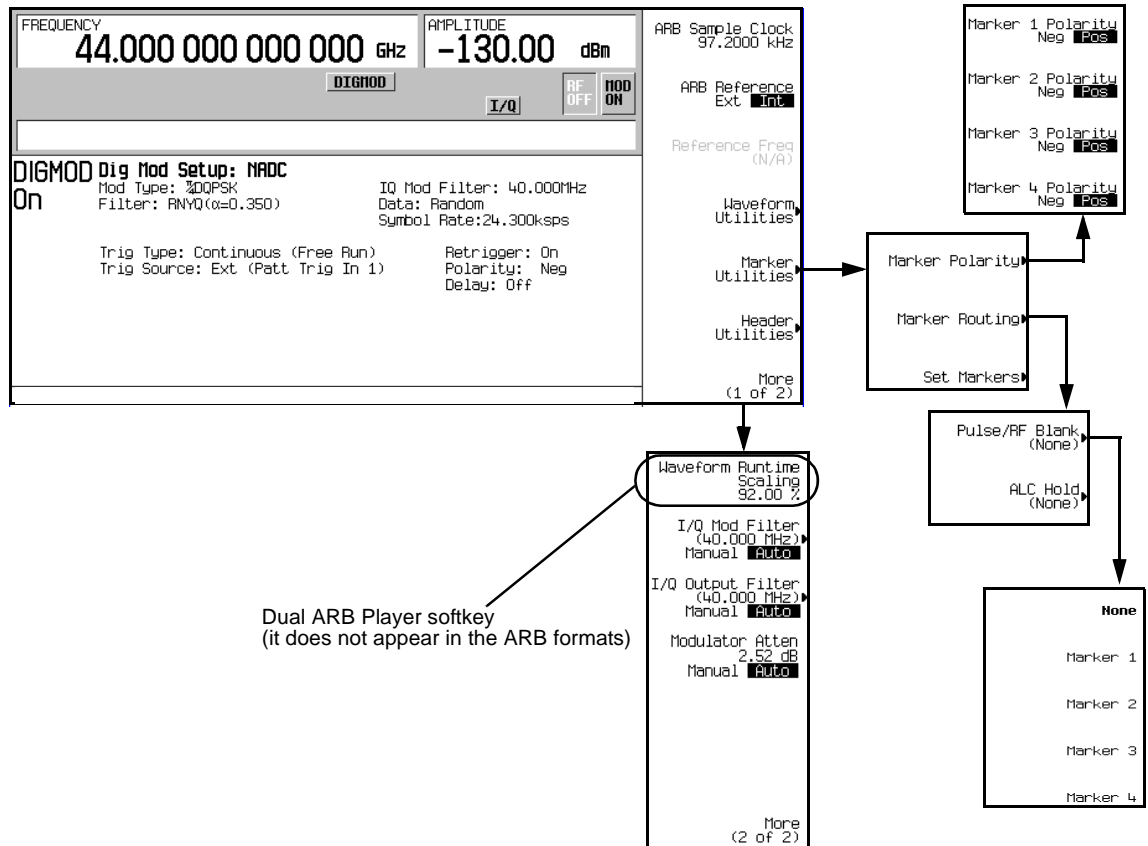 FREQUENCY
44.000 000 000 000 GHz
AMPLITUDE
-130.00 dBm
DIGMOD
I/Q
RF
OFF
MOD
ON
DIGMOD
On
Dig Mod Setup: NADC
Mod Type: π/4DQPSK
Filter: RNYQ(α=0.350)
IQ Mod Filter: 40.000MHz
Data: Random
Symbol Rate:24.300ksps
Trig Type: Continuous (Free Run)
Trig Source: Ext (Patt Trig In 1)
Retrigger: On
Polarity: Neg
Delay: Off
ARB Sample Clock
97.2000 kHz
ARB Reference
Ext Int
Reference Freq
(N/A)
Waveform
Utilities
Marker
Utilities
Header
Utilities
More
(1 of 2)
Marker Polarity
Marker Routing
Set Markers
Marker 1 Polarity
Neg Pos
Marker 2 Polarity
Neg Pos
Marker 3 Polarity
Neg Pos
Marker 4 Polarity
Neg Pos
Pulse/RF Blank
(None)
ALC Hold
(None)
None
Marker 1
Marker 2
Marker 3
Marker 4
Waveform Runtime
Scaling
92.00 %
I/Q Mod Filter
(40.000 MHz)
Manual Auto
I/Q Output Filter
(40.000 MHz)
Manual Auto
Modulator Atten
2.52 dB
Manual Auto
More
(2 of 2)
Dual ARB Player softkey
(it does not appear in the ARB formats)